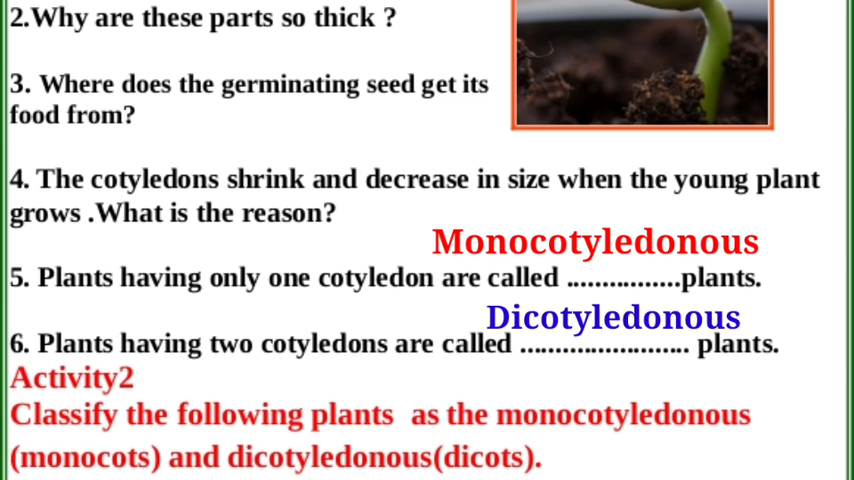 2.Why are these parts so thick ?
3. Where does the germinating seed get its
food from?
4. The cotyledons shrink and decrease in size when the young plant
grows .What is the reason?
Monocotyledonous
5. Plants having only one cotyledon are called ................plants.
Dicotyledonous
6. Plants having two cotyledons are called ........................ plants.
Activity2
Classify the following plants as the monocotyledonous
(monocots) and dicotyledonous(dicots).